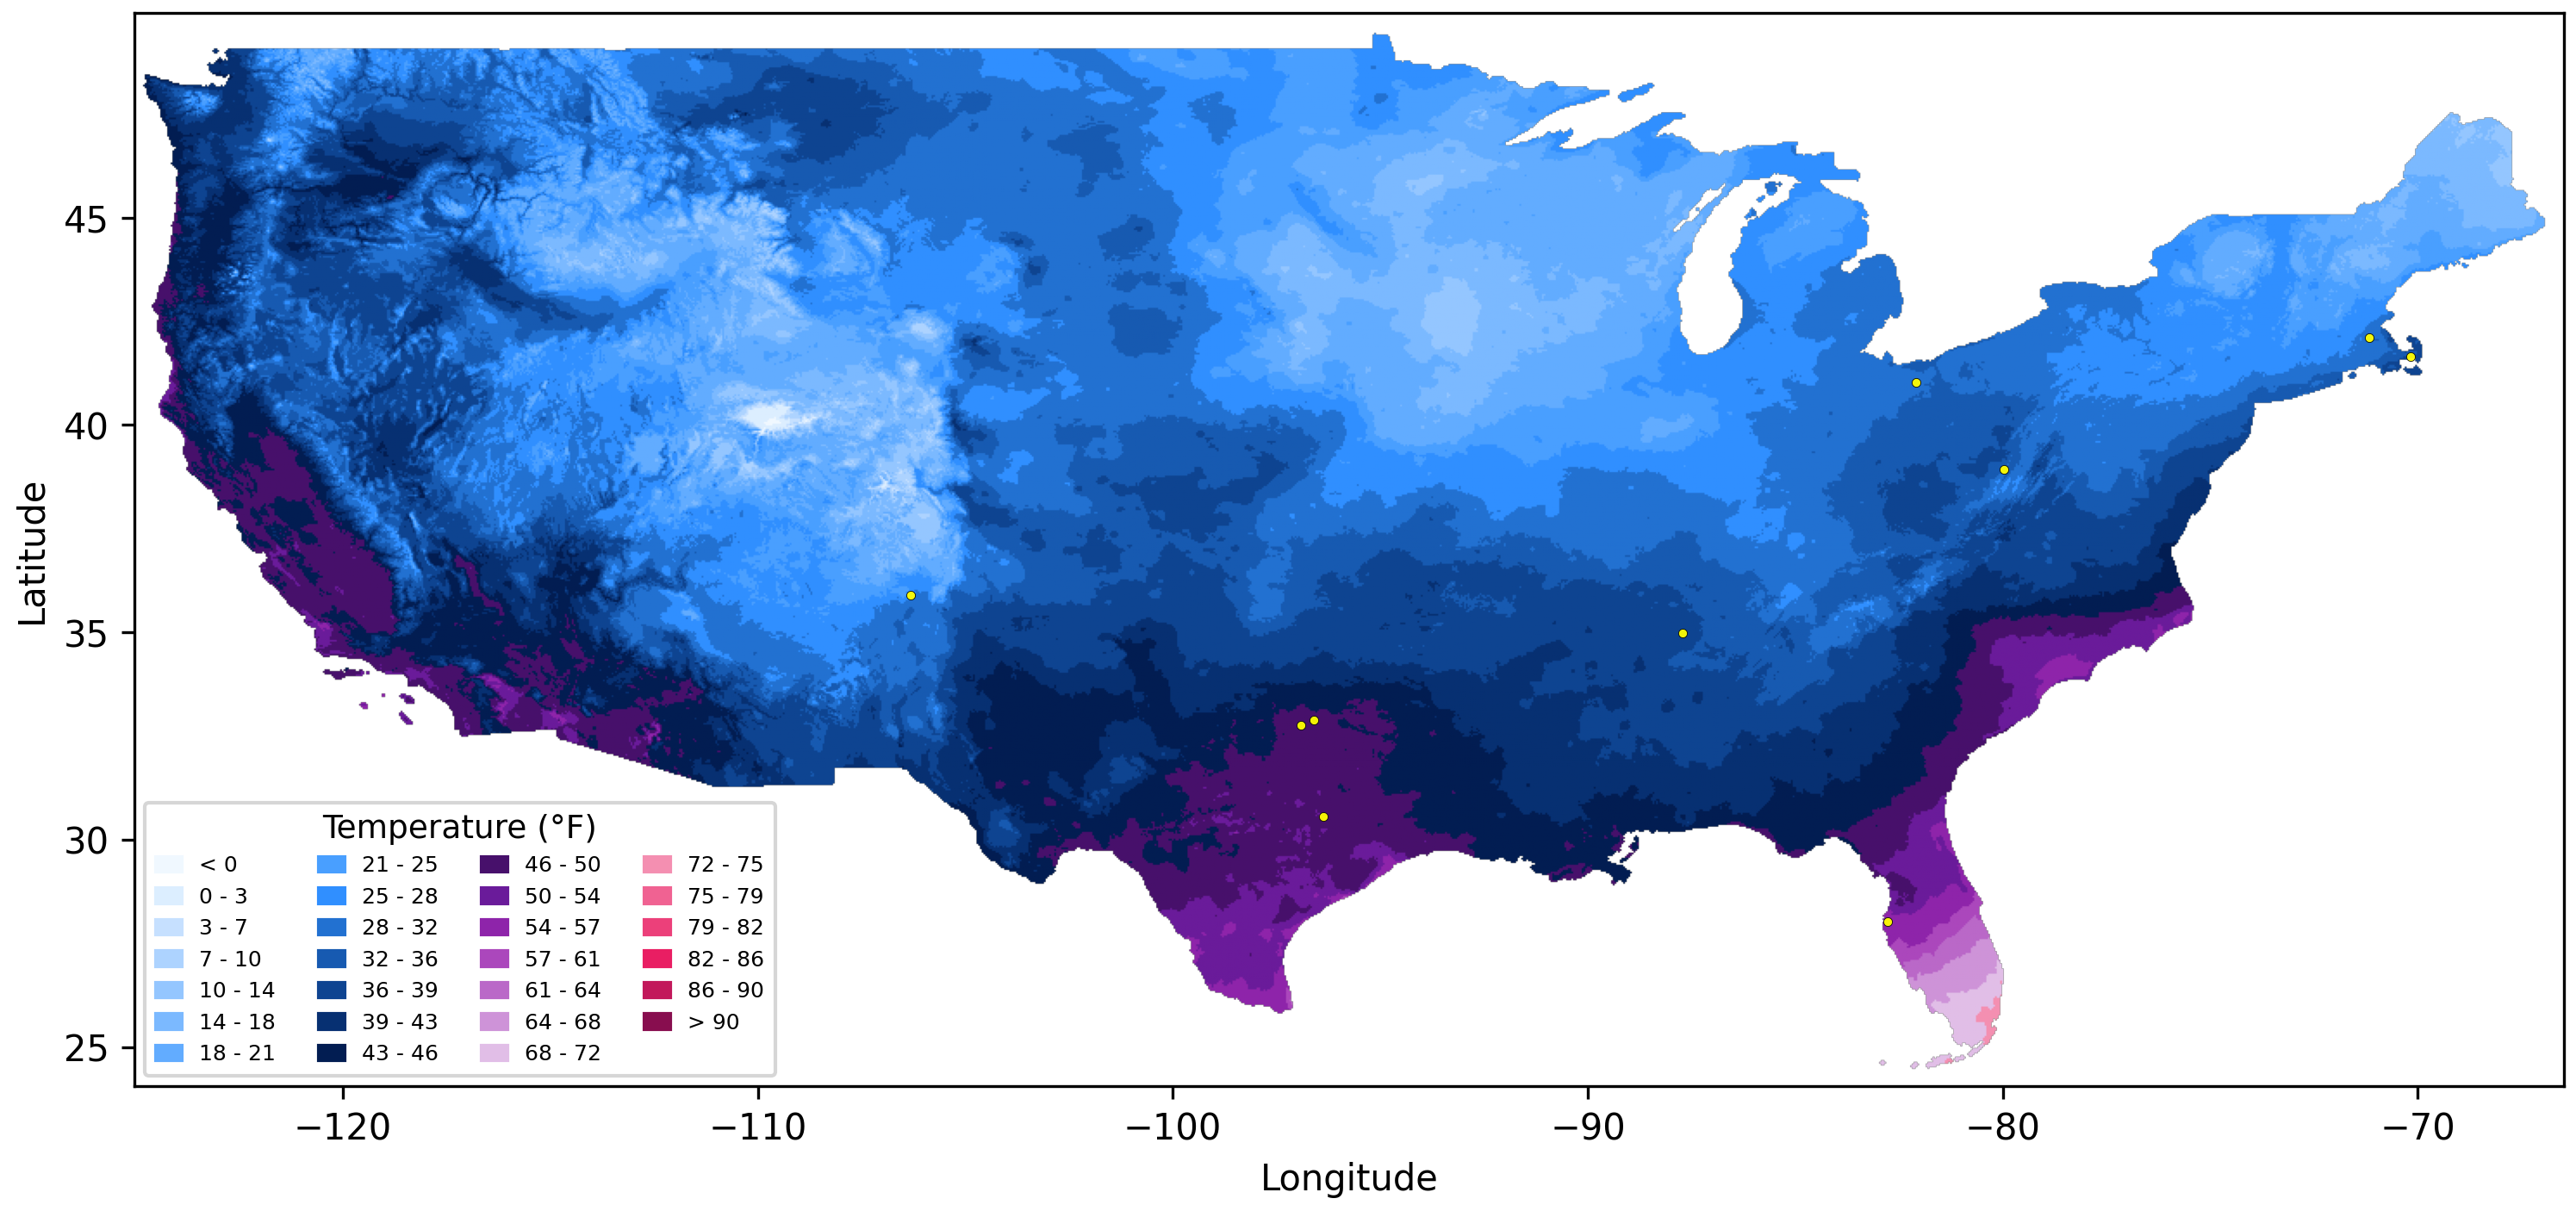 45
40
35
30
25
Latitude
Temperature (°F)
< 0
0 - 3
3 - 7
7 - 10
10 - 14
14 - 18
18 - 21
21 - 25
25 - 28
28 - 32
32 - 36
36 - 39
39 - 43
43 - 46
46 - 50
50 - 54
54 - 57
57 - 61
61 - 64
64 - 68
68 - 72
72 - 75
75 - 79
79 - 82
82 - 86
86 - 90
> 90
−120 −110 −100 −90 −80 −70
Longitude